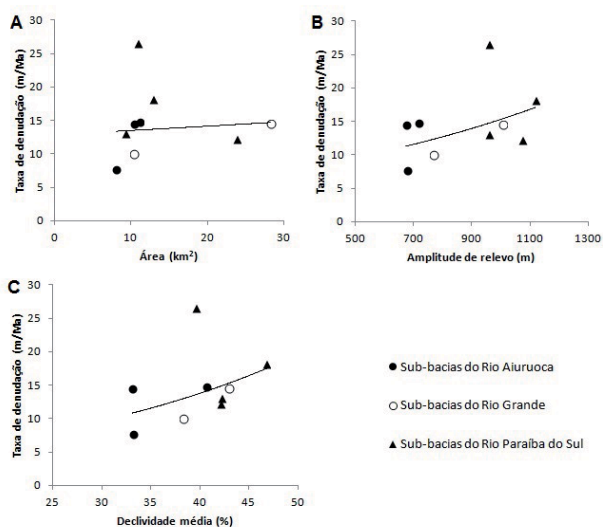 A
Taxa de denudação (m/Ma)
30
25
20
15
10
5
0
0 10 20 30
Área (km²)
B
Taxa de denudação (m/Ma)
30
25
20
15
10
5
0
500 700 900 1100 1300
Amplitude de relevo (m)
C
Taxa de denudação (m/Ma)
30
25
20
15
10
5
0
25 30 35 40 45 50
Declividade média (%)
Sub-bacias do Rio Aiuruoca
Sub-bacias do Rio Grande
Sub-bacias do Rio Paraíba do Sul